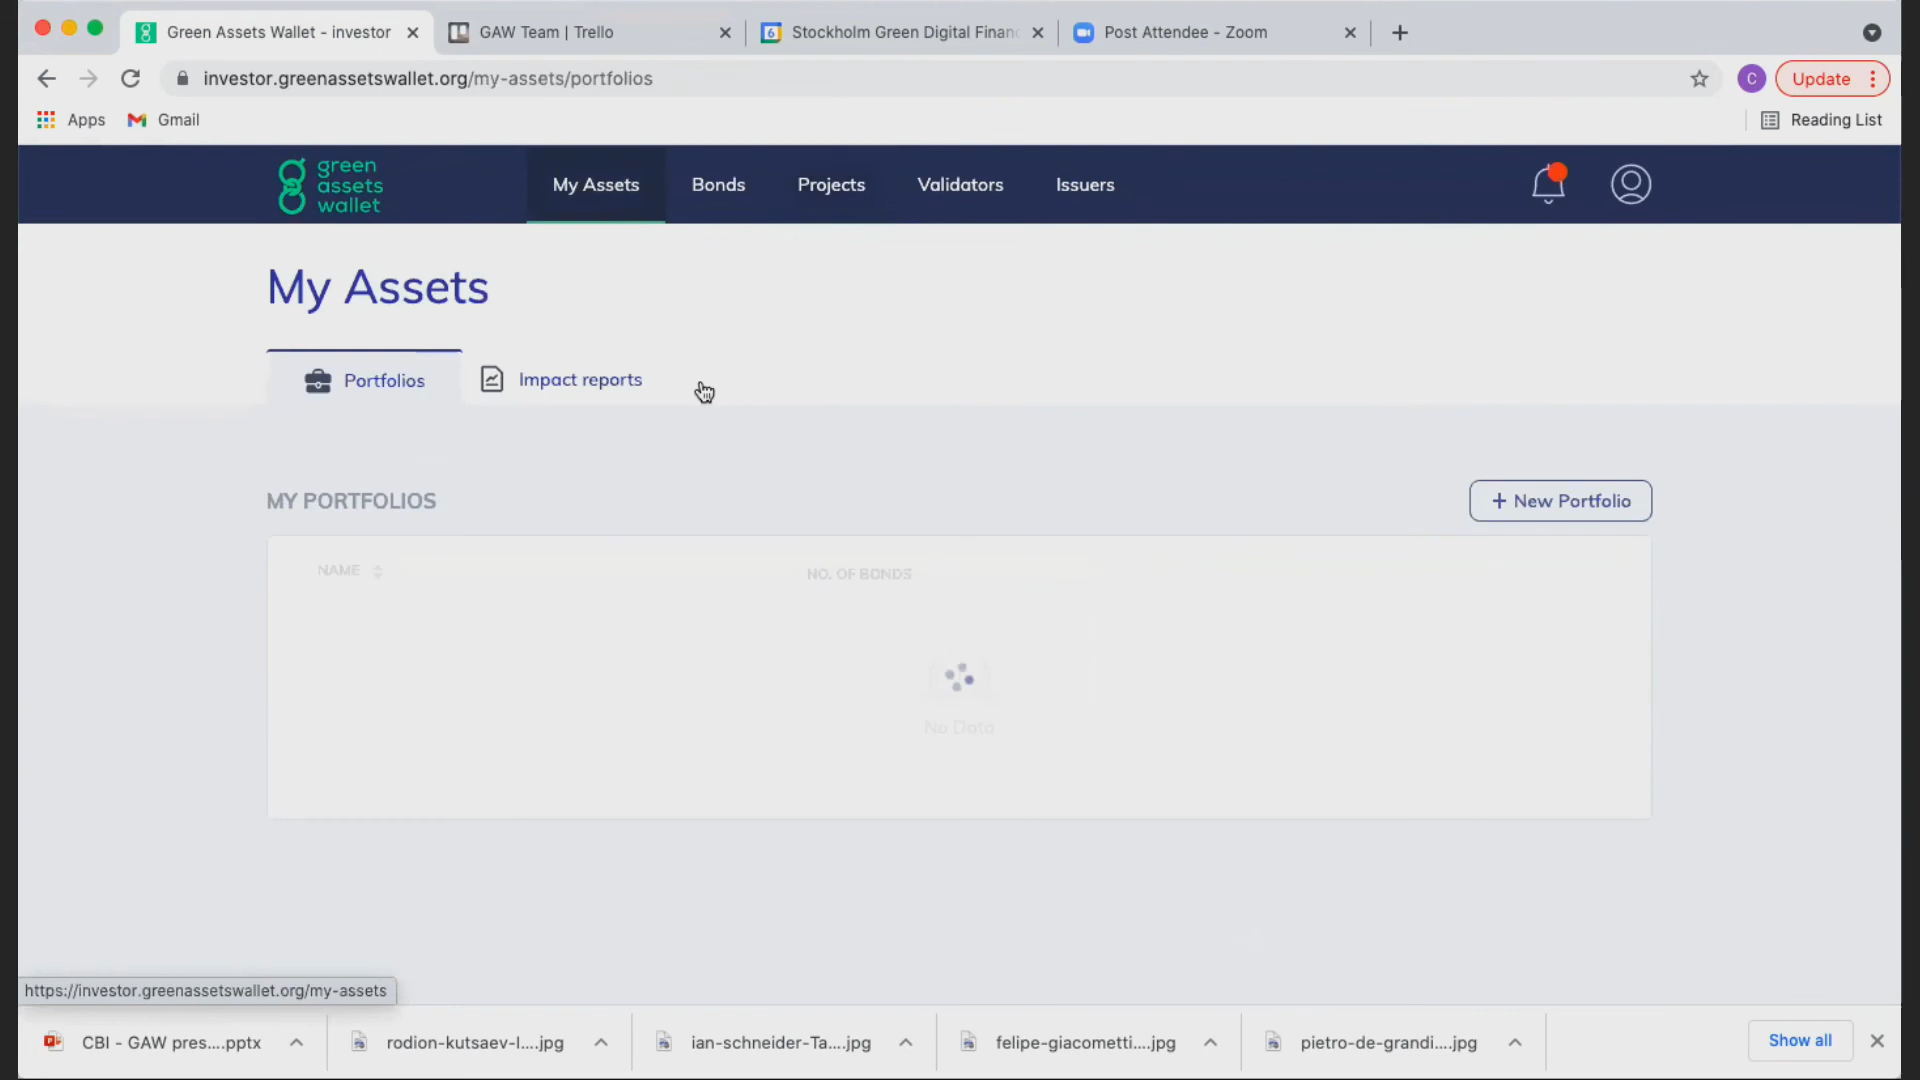 Green Assets Wallet - investor
GAW Team | Trello
6
Stockholm Green Digital Financ
Post Attendee - Zoom
investor.greenassetswallet.org/my-assets/portfolios
C
Update
Apps
Gmail
Reading List
green
assets
wallet
My Assets
Bonds
Projects
Validators
Issuers
My Assets
Portfolios
Impact reports
MY PORTFOLIOS
+ New Portfolio
NAME
NO. OF BONDS
No Data
https://investor.greenassetswallet.org/my-assets
CBI - GAW pres....pptx
rodion-kutsaev-l....jpg
ian-schneider-Ta....jpg
felipe-giacometti....jpg
pietro-de-grandi....jpg
Show all